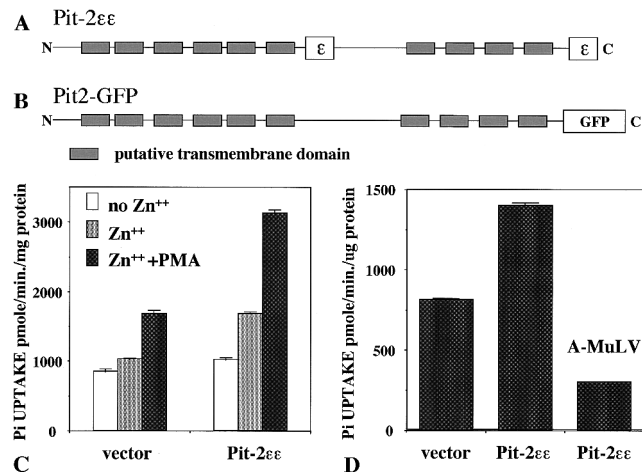 A Pit-2εε
N ε ε C
B Pit2-GFP
N GFP C
putative transmembrane domain
Pi UPTAKE pmole/min./mg protein
3000
2000
1000
0
no Zn++
Zn++
Zn++ +PMA
vector Pit-2εε
C
Pi UPTAKE pmole/min./ug protein
1500
1000
500
0
A-MuLV
vector Pit-2εε Pit-2εε
D